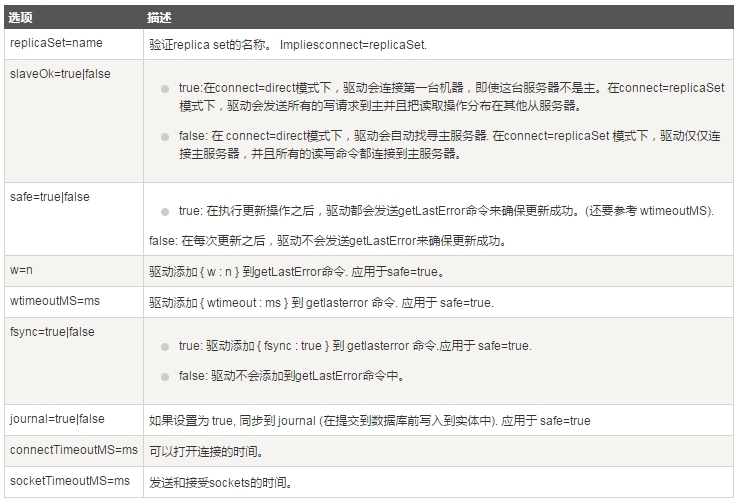 选项 描述
replicaSet=name 验证replica set的名称。 Impliesconnect=replicaSet.
slaveOk=true|false
true:在connect=direct模式下，驱动会连接第一台机器，即使这台服务器不是主。在connect=replicaSet
模式下，驱动会发送所有的写请求到主并且把读取操作分布在其他从服务器。
false: 在 connect=direct模式下，驱动会自动找寻主服务器. 在connect=replicaSet 模式下，驱动仅仅连
接主服务器，并且所有的读写命令都连接到主服务器。
safe=true|false
true: 在执行更新操作之后，驱动都会发送getLastError命令来确保更新成功。(还要参考 wtimeoutMS).
false: 在每次更新之后，驱动不会发送getLastError来确保更新成功。
w=n 驱动添加 { w : n } 到getLastError命令. 应用于safe=true。
wtimeoutMS=ms 驱动添加 { wtimeout : ms } 到 getlasterror 命令. 应用于 safe=true.
fsync=true|false
true: 驱动添加 { fsync : true } 到 getlasterror 命令.应用于 safe=true.
false: 驱动不会添加到getLastError命令中。
journal=true|false 如果设置为 true, 同步到 journal (在提交到数据库前写入到实体中). 应用于 safe=true
connectTimeoutMS=ms 可以打开连接的时间。
socketTimeoutMS=ms 发送和接受sockets的时间。